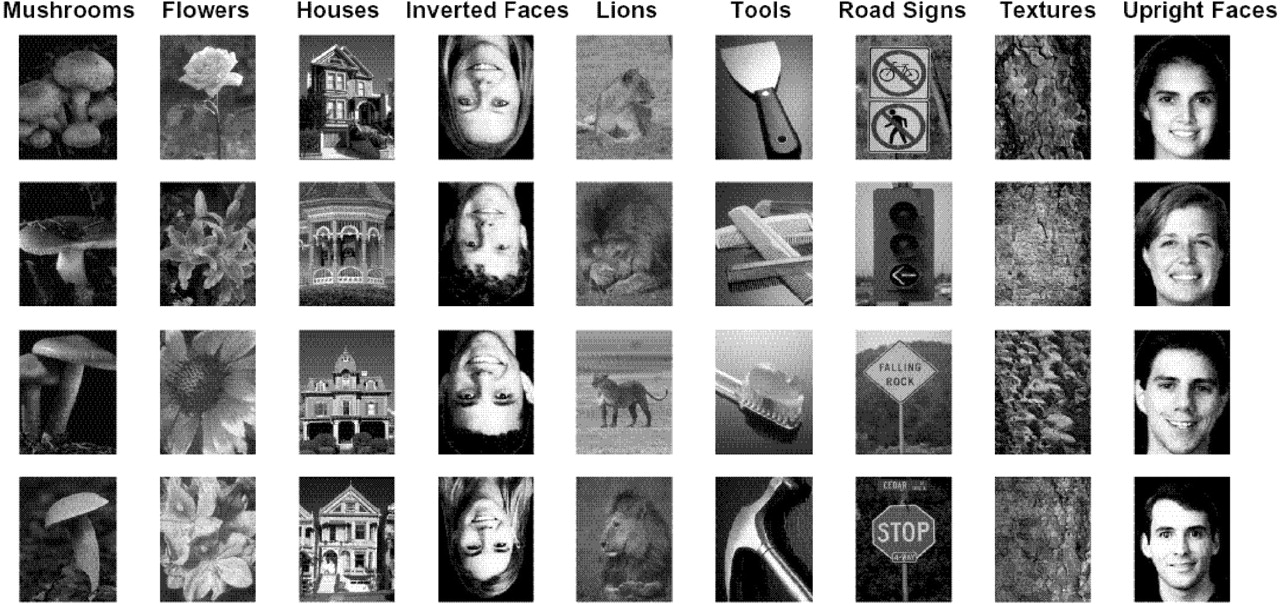 Mushrooms Flowers Houses Inverted Faces Lions Tools Road Signs Textures Upright Faces
FALLING
ROCK
CEDAR
STOP
4-WAY